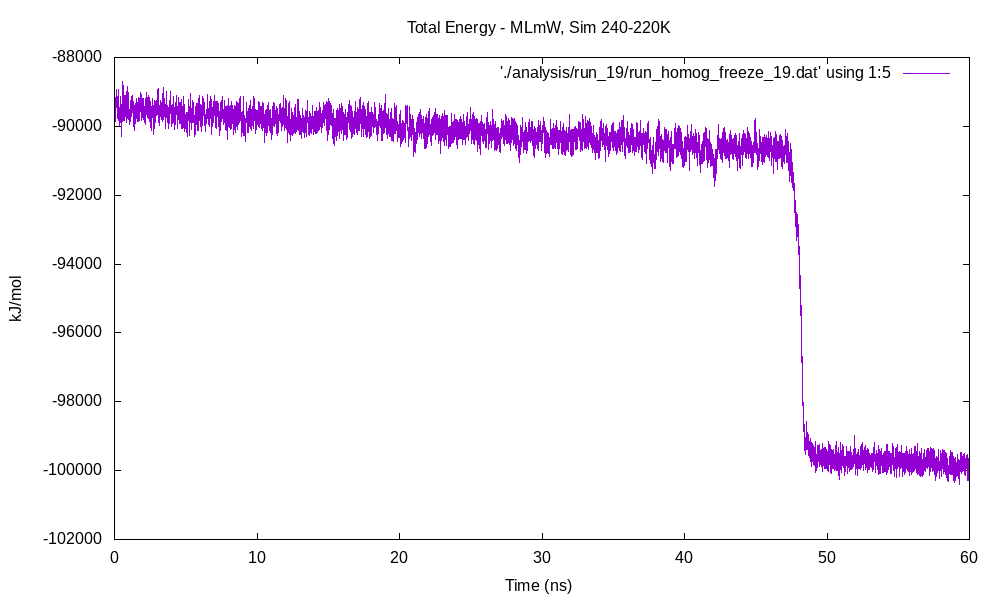 Total Energy - MLmW, Sim 240-220K
'./analysis/run_19/run_homog_freeze_19.dat' using 1:5
-88000
-90000
-92000
-94000
-96000
-98000
-100000
-102000
kJ/mol
0 10 20 30 40 50 60
Time (ns)